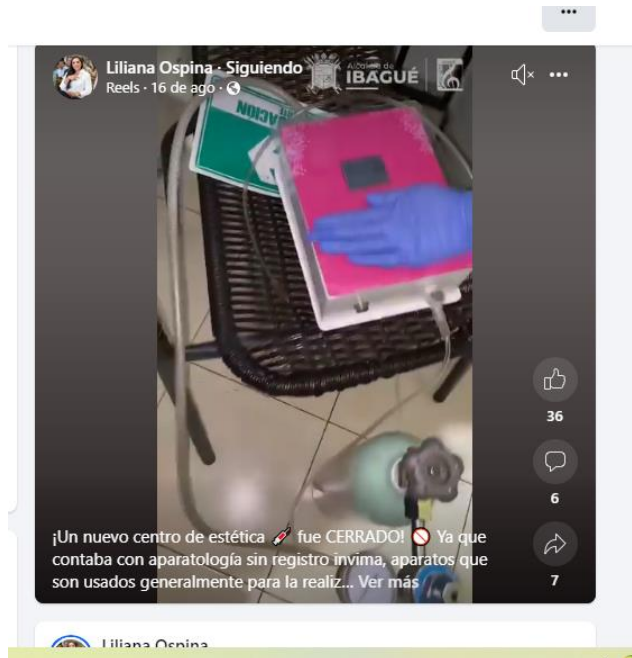 Liliana Ospina · Siguiendo
Reels · 16 de ago ·
Alcaldía de
IBAGUÉ
36
6
¡Un nuevo centro de estética fue CERRADO! Ya que
contaba con aparatología sin registro invima, aparatos que
son usados generalmente para la realiz... Ver más
7
Liliana Ospina